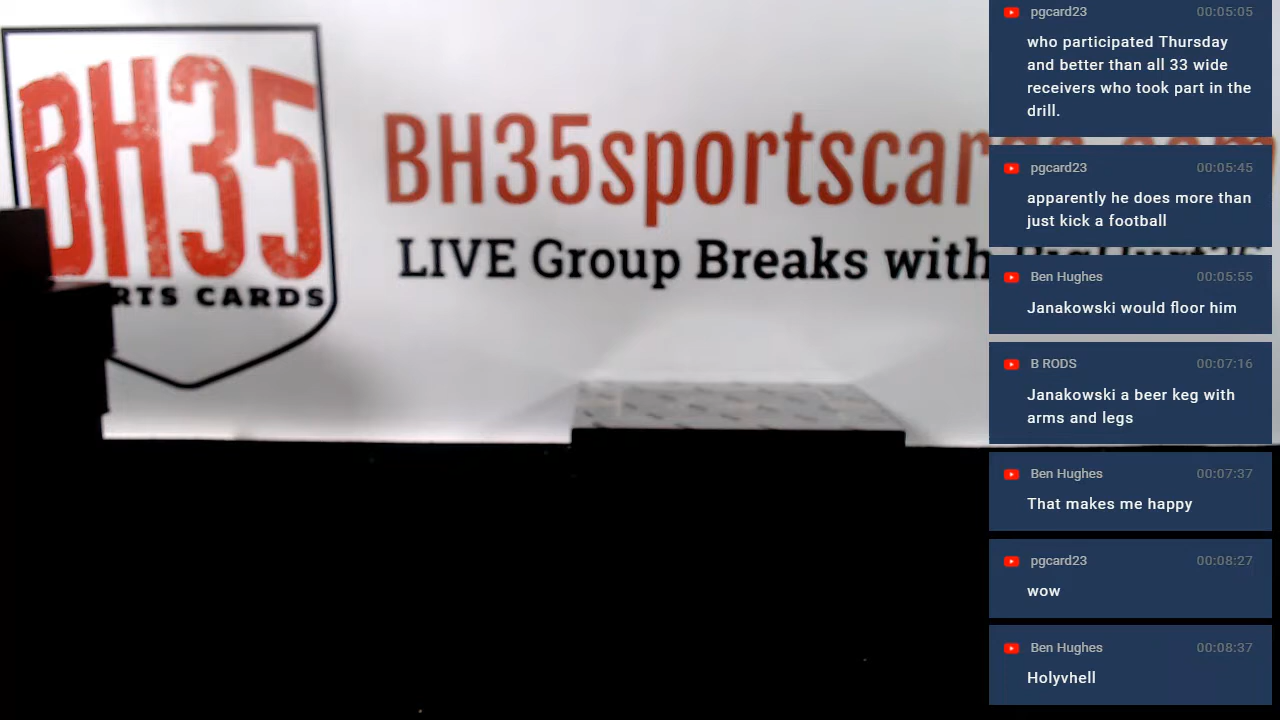 BH35
RTS CARDS
BH35sportscards.com
LIVE Group Breaks with BigHurt35
pgcard23 00:05:05
who participated Thursday
and better than all 33 wide
receivers who took part in the
drill.
pgcard23 00:05:45
apparently he does more than
just kick a football
Ben Hughes 00:05:55
Janakowski would floor him
B RODS 00:07:16
Janakowski a beer keg with
arms and legs
Ben Hughes 00:07:37
That makes me happy
pgcard23 00:08:27
wow
Ben Hughes 00:08:37
Holyvhell